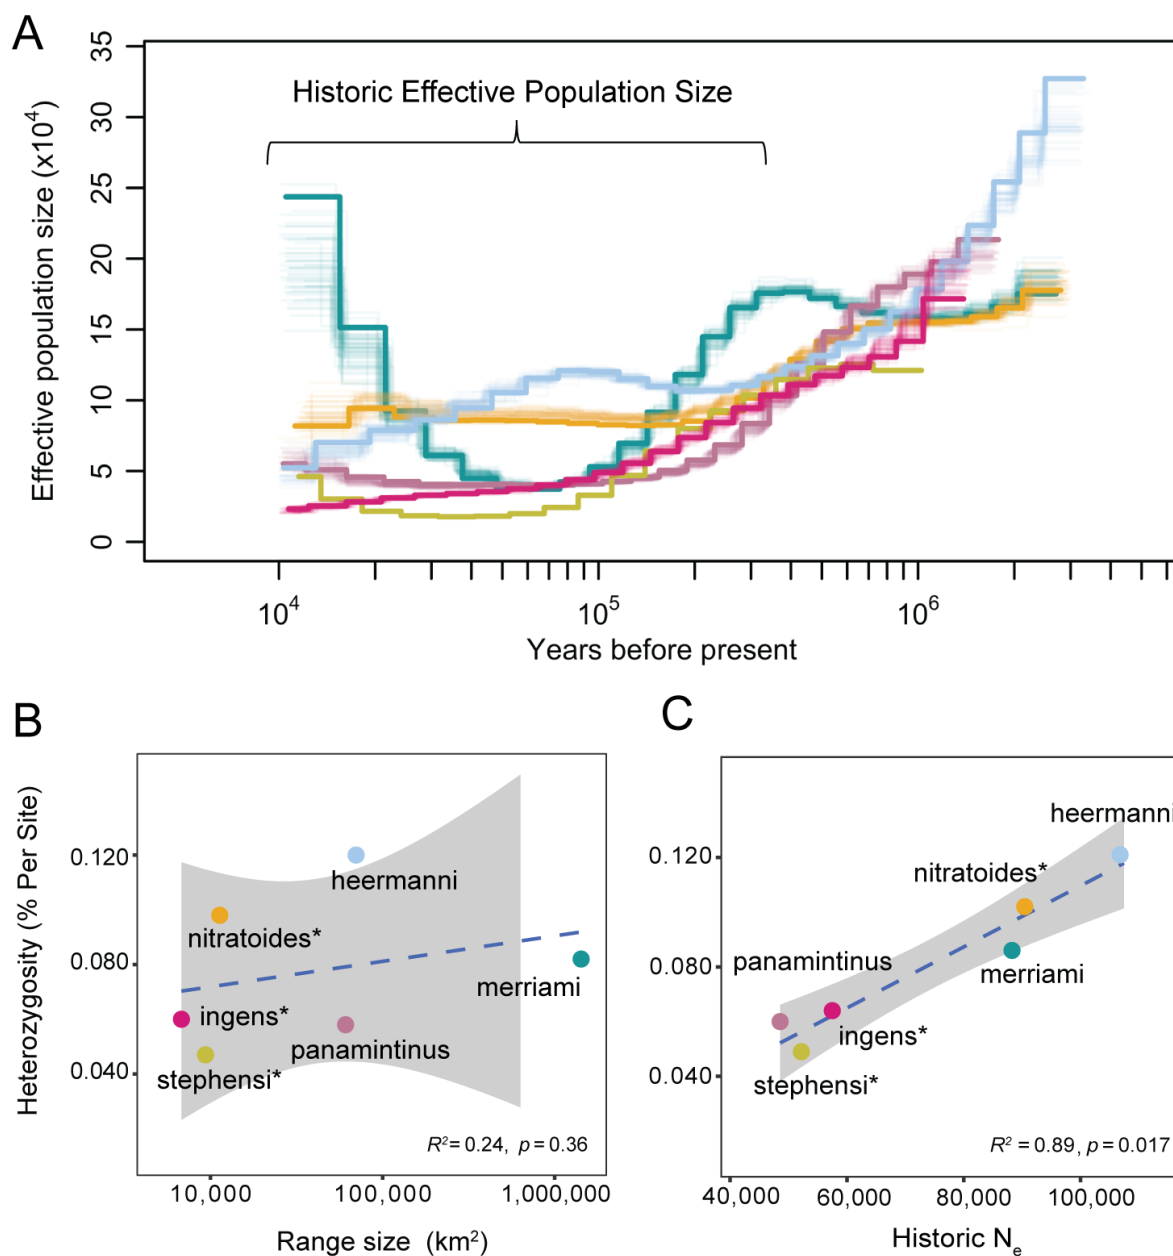 A
Historic Effective Population Size
Effective population size (x10⁴)
35
30
25
20
15
10
5
0
10⁴
10⁵
10⁶
Years before present
B
Heterozygosity (% Per Site)
0.120
0.080
0.040
heermanni
nitratoides*
merriami
ingens*
panamintinus
stephensi*
R² = 0.24, p = 0.36
10,000
100,000
1,000,000
Range size (km²)
C
0.120
0.080
0.040
heermanni
nitratoides*
panamintinus
merriami
ingens*
stephensi*
R² = 0.89, p = 0.017
40,000
60,000
80,000
100,000
Historic Nₑ